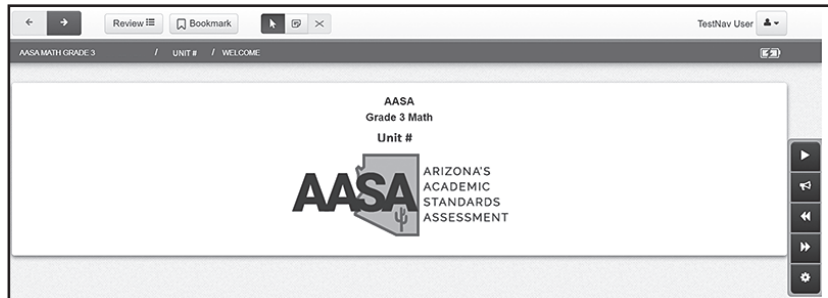 Review Bookmark TestNav User
AASA MATH GRADE 3 / UNIT # / WELCOME
AASA
Grade 3 Math
Unit #
AASA
ARIZONA'S
ACADEMIC
STANDARDS
ASSESSMENT